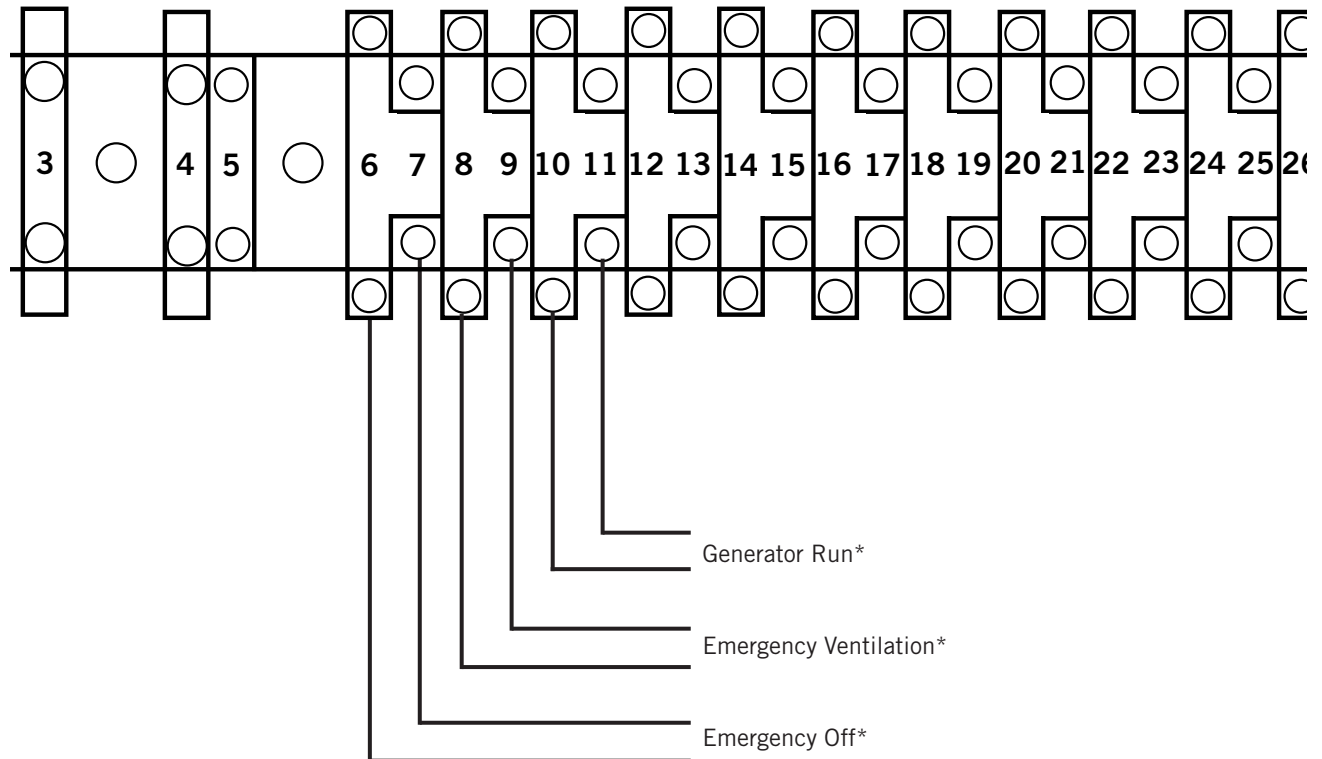 3 4 5 6 7 8 9 10 11 12 13 14 15 16 17 18 19 20 21 22 23 24 25 26
Generator Run*
Emergency Ventilation*
Emergency Off*